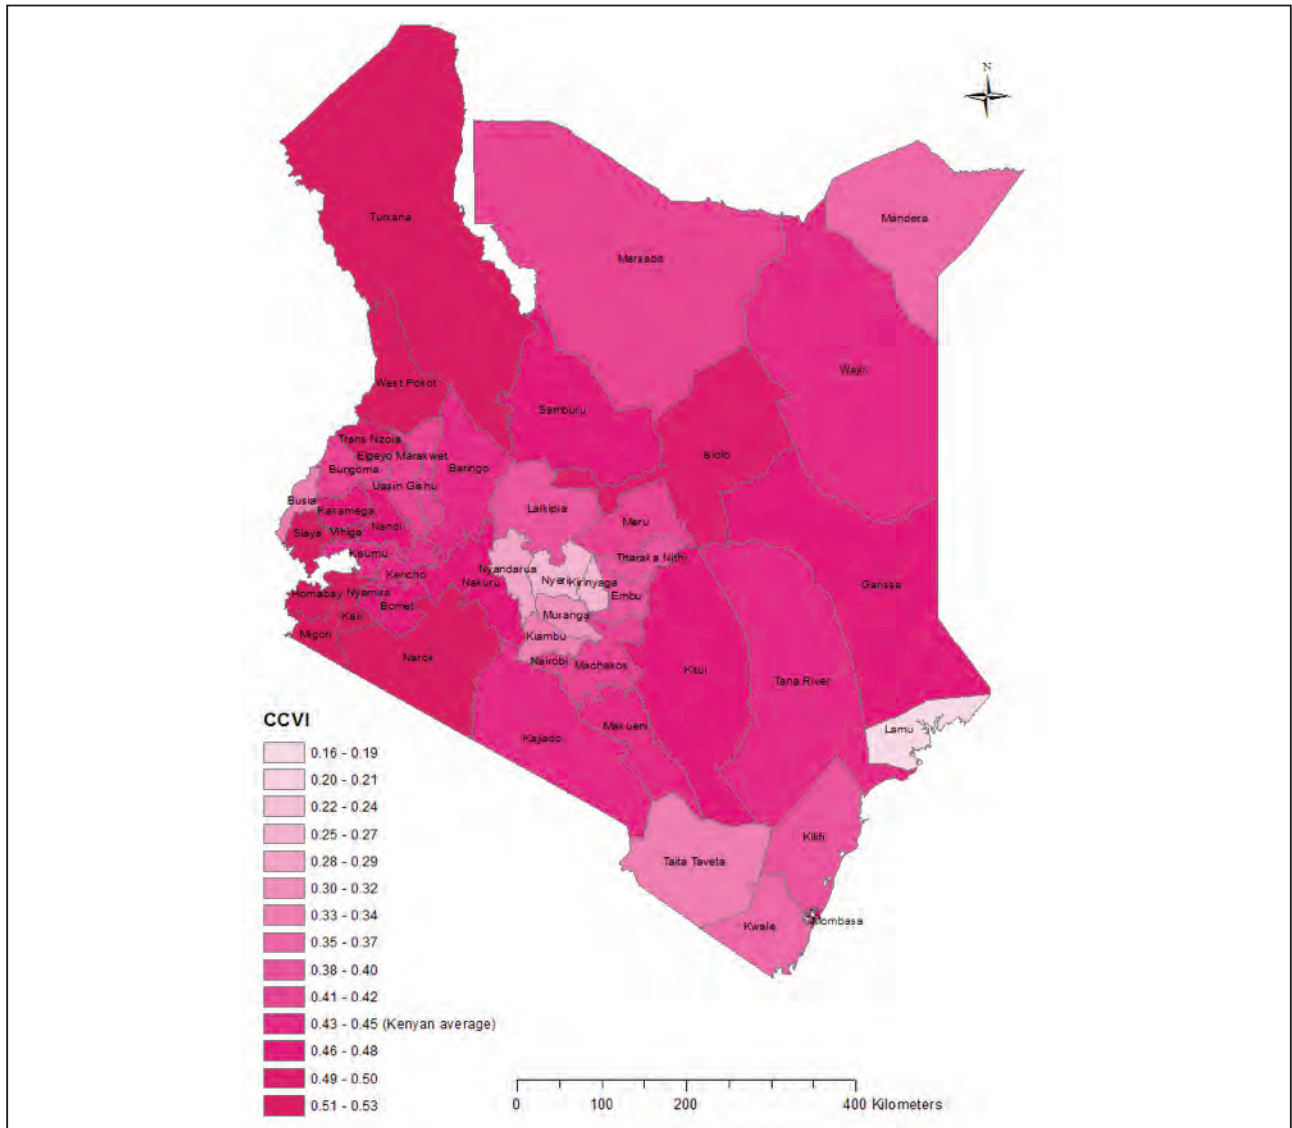 N
Turkana
Mandera
Marsabit
Wajir
West Pokot
Samburu
Trans Nzoia
Isiolo
Elgeyo Marakwet
Bungoma
Baringo
Uasin Gishu
Busia
Laikipia
Kakamega
Meru
Siaya
Vihiga
Nandi
Kisumu
Tharaka Nithi
Nyandarua
Kericho
Nyeri
Kirinyaga
Nakuru
Garissa
Homabay
Nyamira
Embu
Bomet
Muranga
Kisii
Migori
Kiambu
Narok
Nairobi
Machakos
Kitui
Tana River
Makueni
Lamu
Kajiado
Kilifi
Taita Taveta
Kwale
Mombasa
CCVI
0.16 - 0.19
0.20 - 0.21
0.22 - 0.24
0.25 - 0.27
0.28 - 0.29
0.30 - 0.32
0.33 - 0.34
0.35 - 0.37
0.38 - 0.40
0.41 - 0.42
0.43 - 0.45 (Kenyan average)
0.46 - 0.48
0.49 - 0.50
0.51 - 0.53
0 100 200 400 Kilometers